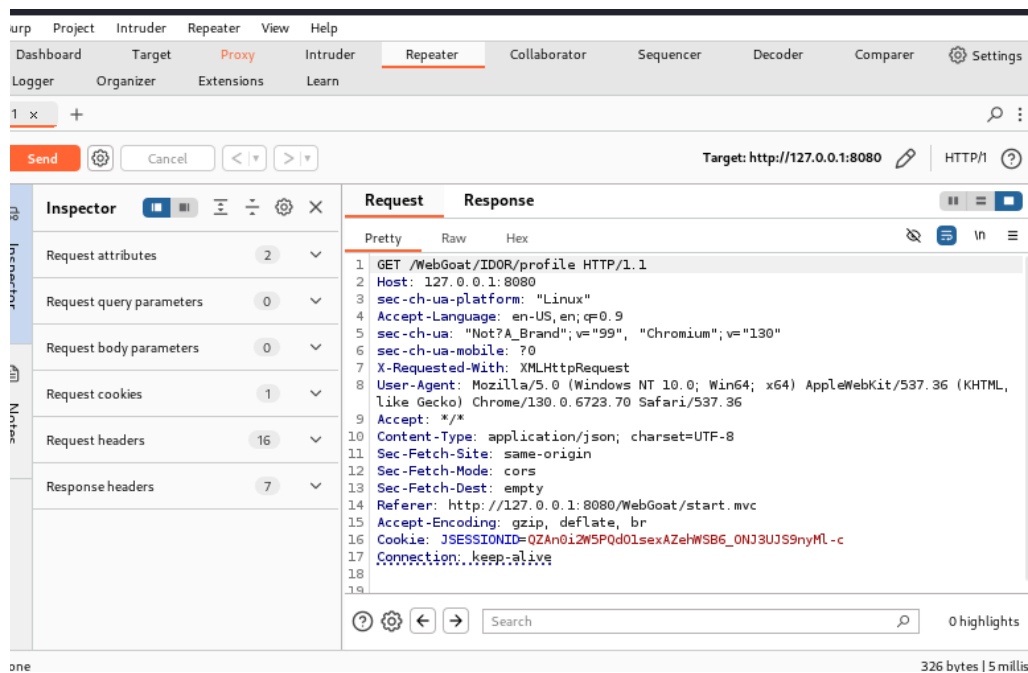 Project Intruder Repeater View Help
Dashboard Target Proxy Intruder Repeater Collaborator Sequencer Decoder Comparer Settings
Logger Organizer Extensions Learn
1 × +
Send Cancel < > Target: http://127.0.0.1:8080 HTTP/1 ?
Inspector
Notes
Inspector
Request attributes 2
Request query parameters 0
Request body parameters 0
Request cookies 1
Request headers 16
Response headers 7
Request Response
Pretty Raw Hex \n
1 GET /WebGoat/IDOR/profile HTTP/1.1
2 Host: 127.0.0.1:8080
3 sec-ch-ua-platform: "Linux"
4 Accept-Language: en-US,en;q=0.9
5 sec-ch-ua: "Not?A_Brand";v="99", "Chromium";v="130"
6 sec-ch-ua-mobile: ?0
7 X-Requested-With: XMLHttpRequest
8 User-Agent: Mozilla/5.0 (Windows NT 10.0; Win64; x64) AppleWebKit/537.36 (KHTML,
like Gecko) Chrome/130.0.6723.70 Safari/537.36
9 Accept: */*
10 Content-Type: application/json; charset=UTF-8
11 Sec-Fetch-Site: same-origin
12 Sec-Fetch-Mode: cors
13 Sec-Fetch-Dest: empty
14 Referer: http://127.0.0.1:8080/WebGoat/start.mvc
15 Accept-Encoding: gzip, deflate, br
16 Cookie: JSESSIONID=QZAn0i2W5PQdO1sexAZehWSB6_ONJ3UJS9nyMl-c
17 Connection: keep-alive
18
19
? Search 0 highlights
326 bytes | 5 millis